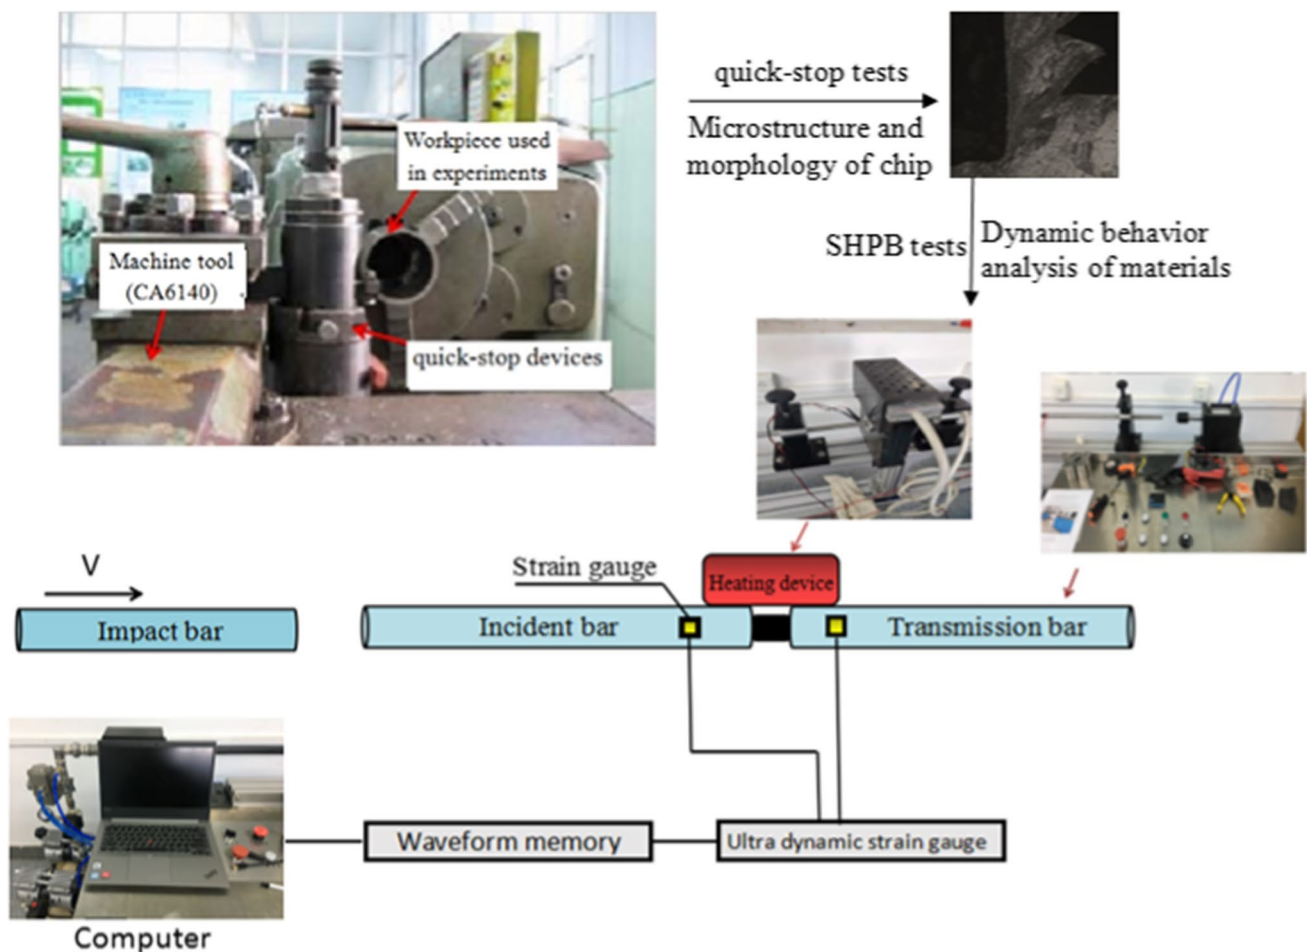 Workpiece used
in experiments
Machine tool
(CA6140)
quick-stop devices
quick-stop tests
Microstructure and
morphology of chip
SHPB tests
Dynamic behavior
analysis of materials
V
Strain gauge
Heating device
Impact bar
Incident bar
Transmission bar
Waveform memory
Ultra dynamic strain gauge
Computer